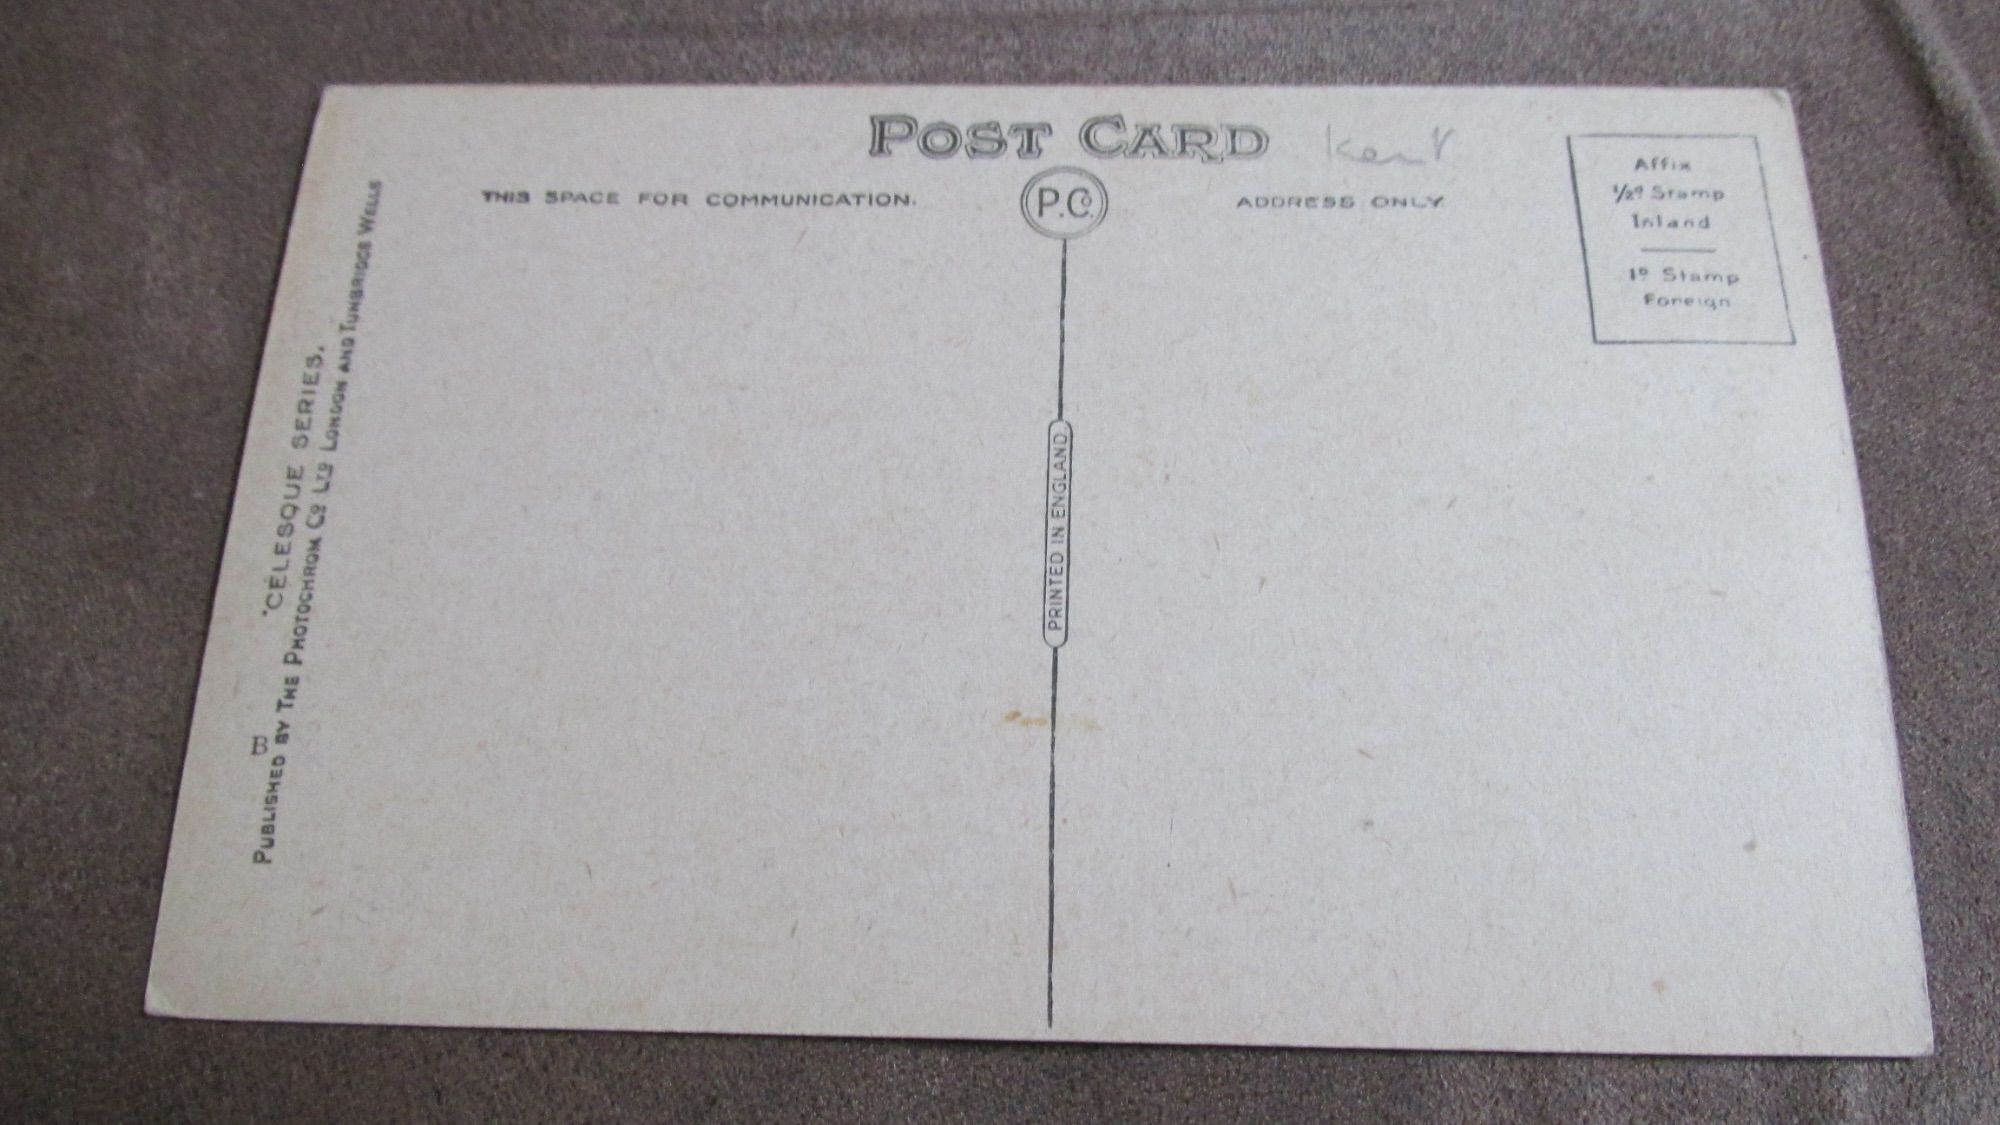 POST CARD
Kent
THIS SPACE FOR COMMUNICATION.
P.Co.
ADDRESS ONLY
Affix
1/2D Stamp
Inland
1D Stamp
Foreign
PRINTED IN ENGLAND
B
"CELESQUE SERIES.
PUBLISHED BY THE PHOTOCHROM CO LTD LONDON AND TUNBRIDGE WELLS